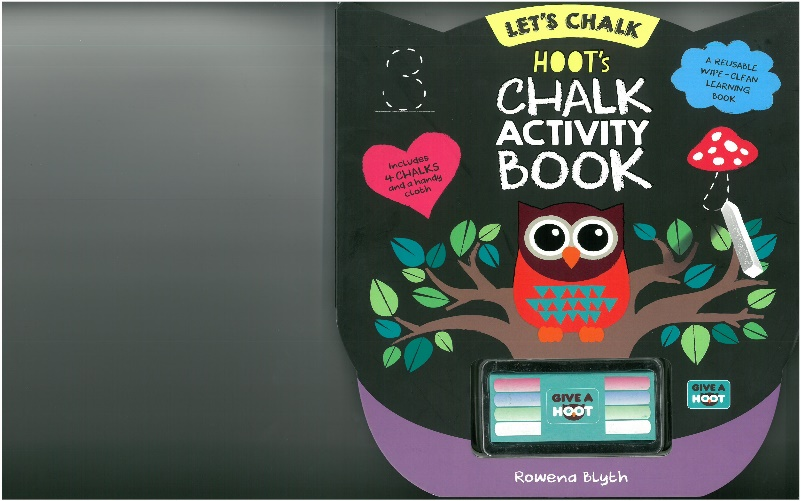 LET'S CHALK
HOOT's
CHALK
ACTIVITY
BOOK
A REUSABLE
WIPE-CLEAN
LEARNING
BOOK
8
Includes
4 CHALKS
and a handy
cloth
GIVE A
HOOT
GIVE A
HOOT
Rowena Blyth